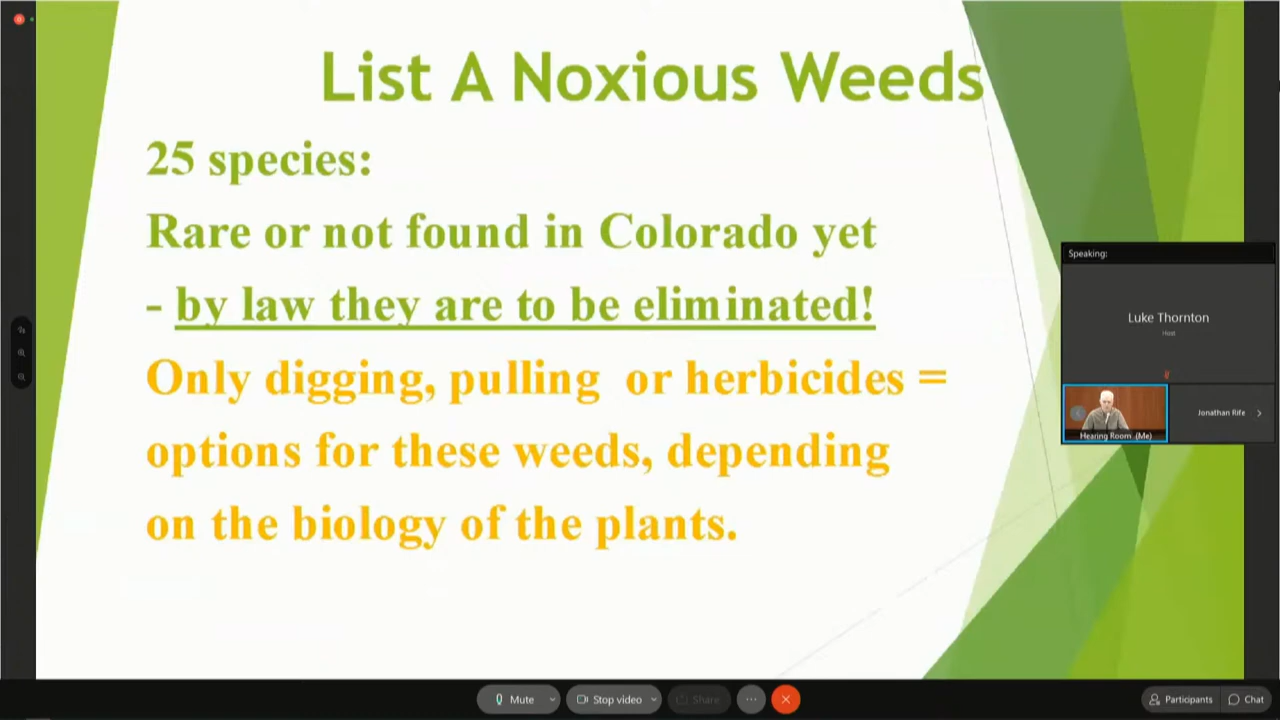 List A Noxious Weeds
25 species:
Rare or not found in Colorado yet
- by law they are to be eliminated!
Only digging, pulling  or herbicides =
options for these weeds, depending
on the biology of the plants.
Speaking:
Luke Thornton
Host
Hearing Room (Me)
Jonathan Rife
Mute
Stop video
Share
Participants
Chat